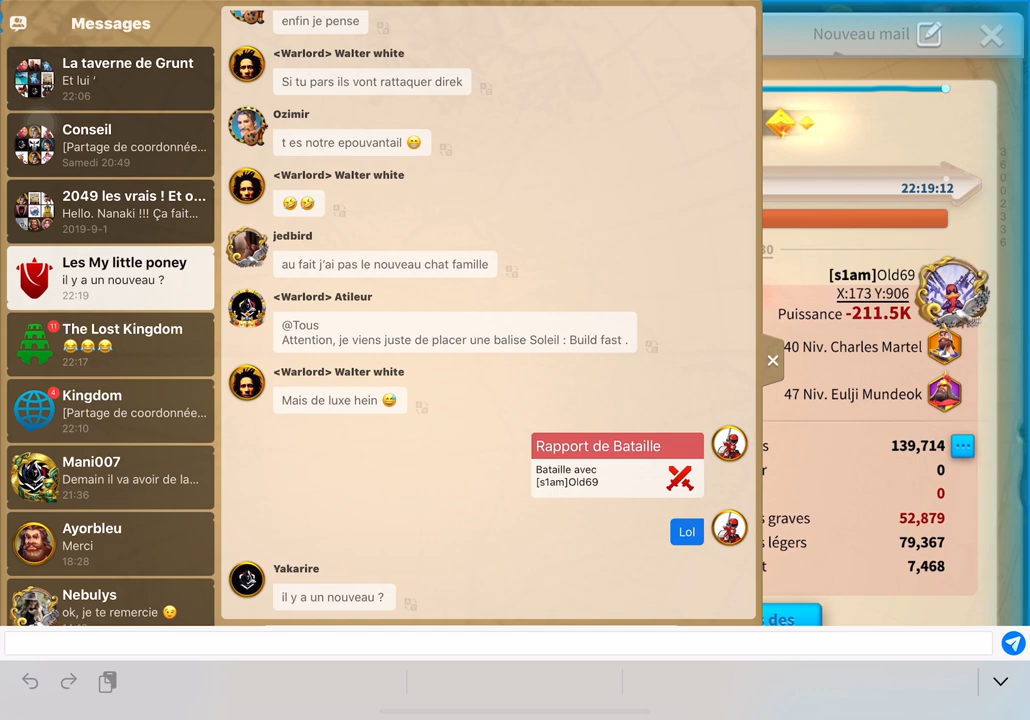 Messages
La taverne de Grunt
Et lui ‘
22:06
Conseil
[Partage de coordonnée...
Samedi 20:49
2049 les vrais ! Et o...
Hello. Nanaki !!! Ça fait...
2019-9-1
Les My little poney
il y a un nouveau ?
22:19
11
The Lost Kingdom
😂😂😂
22:17
4
Kingdom
[Partage de coordonnée...
22:10
Mani007
Demain il va avoir de la...
21:36
Ayorbleu
Merci
18:28
Nebulys
ok, je te remercie 😉
enfin je pense
<Warlord> Walter white
Si tu pars ils vont rattaquer direk
Ozimir
t es notre epouvantail 😁
<Warlord> Walter white
🤣🤣
jedbird
au fait j’ai pas le nouveau chat famille
<Warlord> Atileur
@Tous
Attention, je viens juste de placer une balise Soleil : Build fast .
<Warlord> Walter white
Mais de luxe hein 😅
Rapport de Bataille
Bataille avec
[s1am]Old69
Lol
Yakarire
il y a un nouveau ?
Nouveau mail
22:19:12
[s1am]Old69
X:173 Y:906
Puissance -211.5K
40 Niv. Charles Martel
47 Niv. Eulji Mundeok
139,714
0
0
graves 52,879
légers 79,367
7,468
des